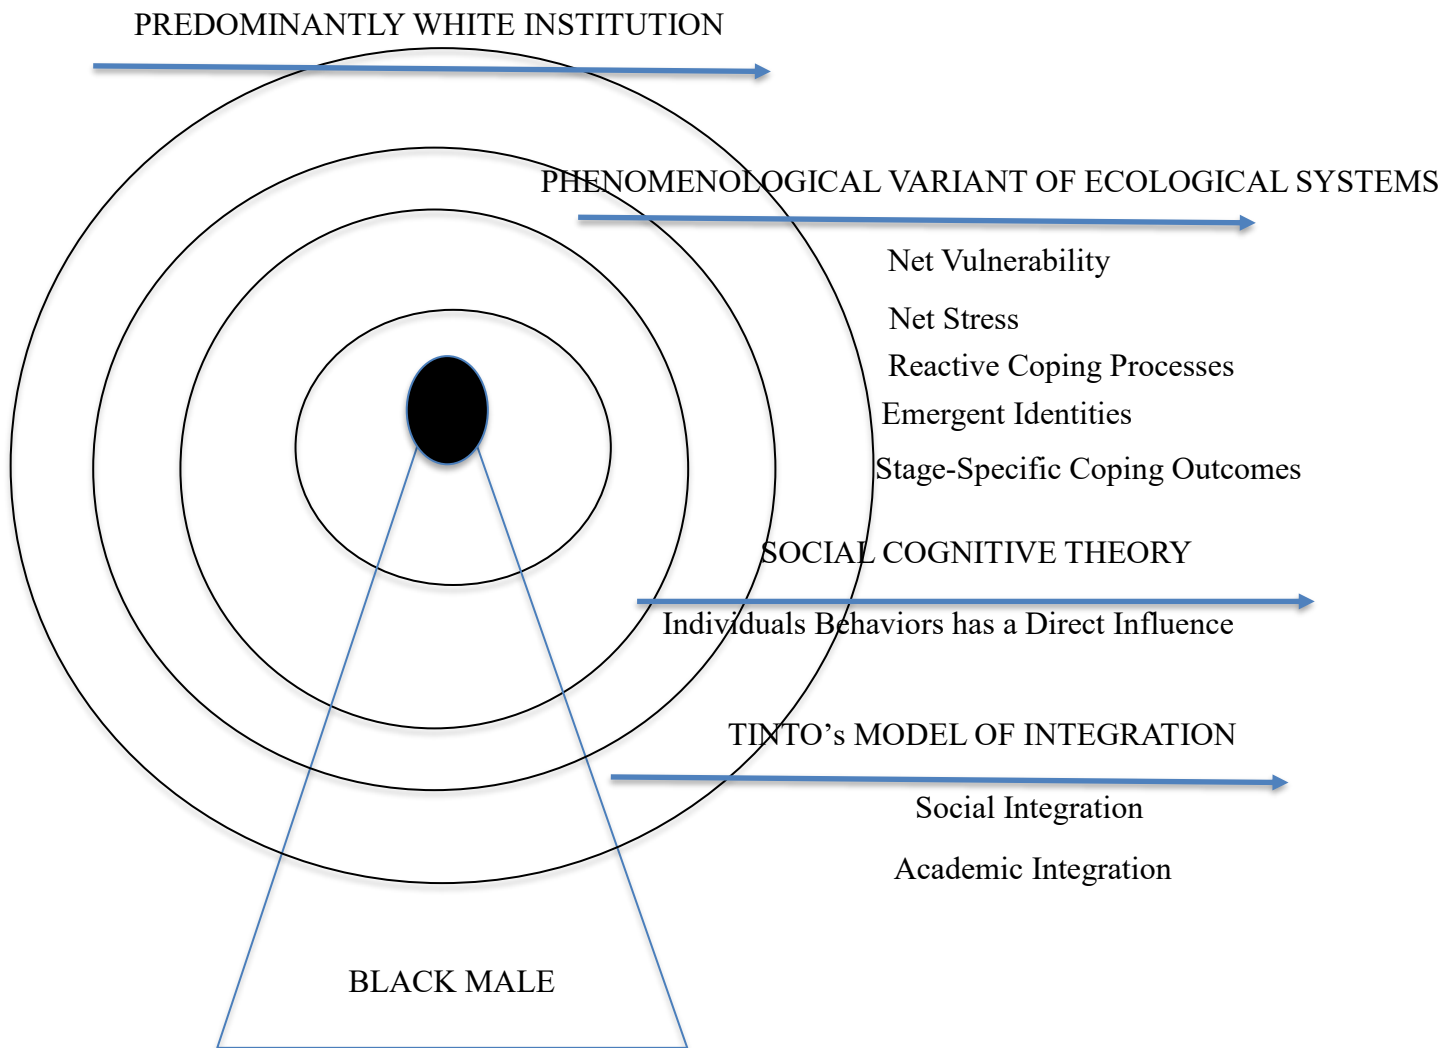 PREDOMINANTLY WHITE INSTITUTION
PHENOMENOLOGICAL VARIANT OF ECOLOGICAL SYSTEMS
Net Vulnerability
Net Stress
Reactive Coping Processes
Emergent Identities
Stage-Specific Coping Outcomes
SOCIAL COGNITIVE THEORY
Individuals Behaviors has a Direct Influence
TINTO’s MODEL OF INTEGRATION
Social Integration
Academic Integration
BLACK MALE